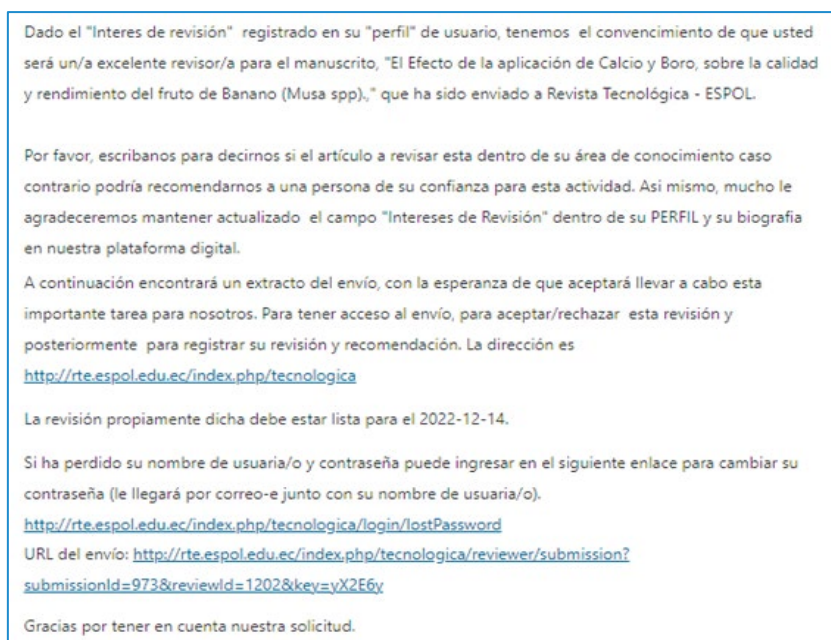 Dado el "Interes de revisión" registrado en su "perfil" de usuario, tenemos el convencimiento de que usted
será un/a excelente revisor/a para el manuscrito, "El Efecto de la aplicación de Calcio y Boro, sobre la calidad
y rendimiento del fruto de Banano (Musa spp).," que ha sido enviado a Revista Tecnológica - ESPOL.
Por favor, escribanos para decirnos si el artículo a revisar esta dentro de su área de conocimiento caso
contrario podría recomendarnos a una persona de su confianza para esta actividad. Asi mismo, mucho le
agradeceremos mantener actualizado el campo "Intereses de Revisión" dentro de su PERFIL y su biografia
en nuestra plataforma digital.
A continuación encontrará un extracto del envío, con la esperanza de que aceptará llevar a cabo esta
importante tarea para nosotros. Para tener acceso al envío, para aceptar/rechazar esta revisión y
posteriormente para registrar su revisión y recomendación. La dirección es
http://rte.espol.edu.ec/index.php/tecnologica
La revisión propiamente dicha debe estar lista para el 2022-12-14.
Si ha perdido su nombre de usuaria/o y contraseña puede ingresar en el siguiente enlace para cambiar su
contraseña (le llegará por correo-e junto con su nombre de usuaria/o).
http://rte.espol.edu.ec/index.php/tecnologica/login/lostPassword
URL del envío: http://rte.espol.edu.ec/index.php/tecnologica/reviewer/submission?
submissionId=973&reviewId=1202&key=yX2E6y
Gracias por tener en cuenta nuestra solicitud.